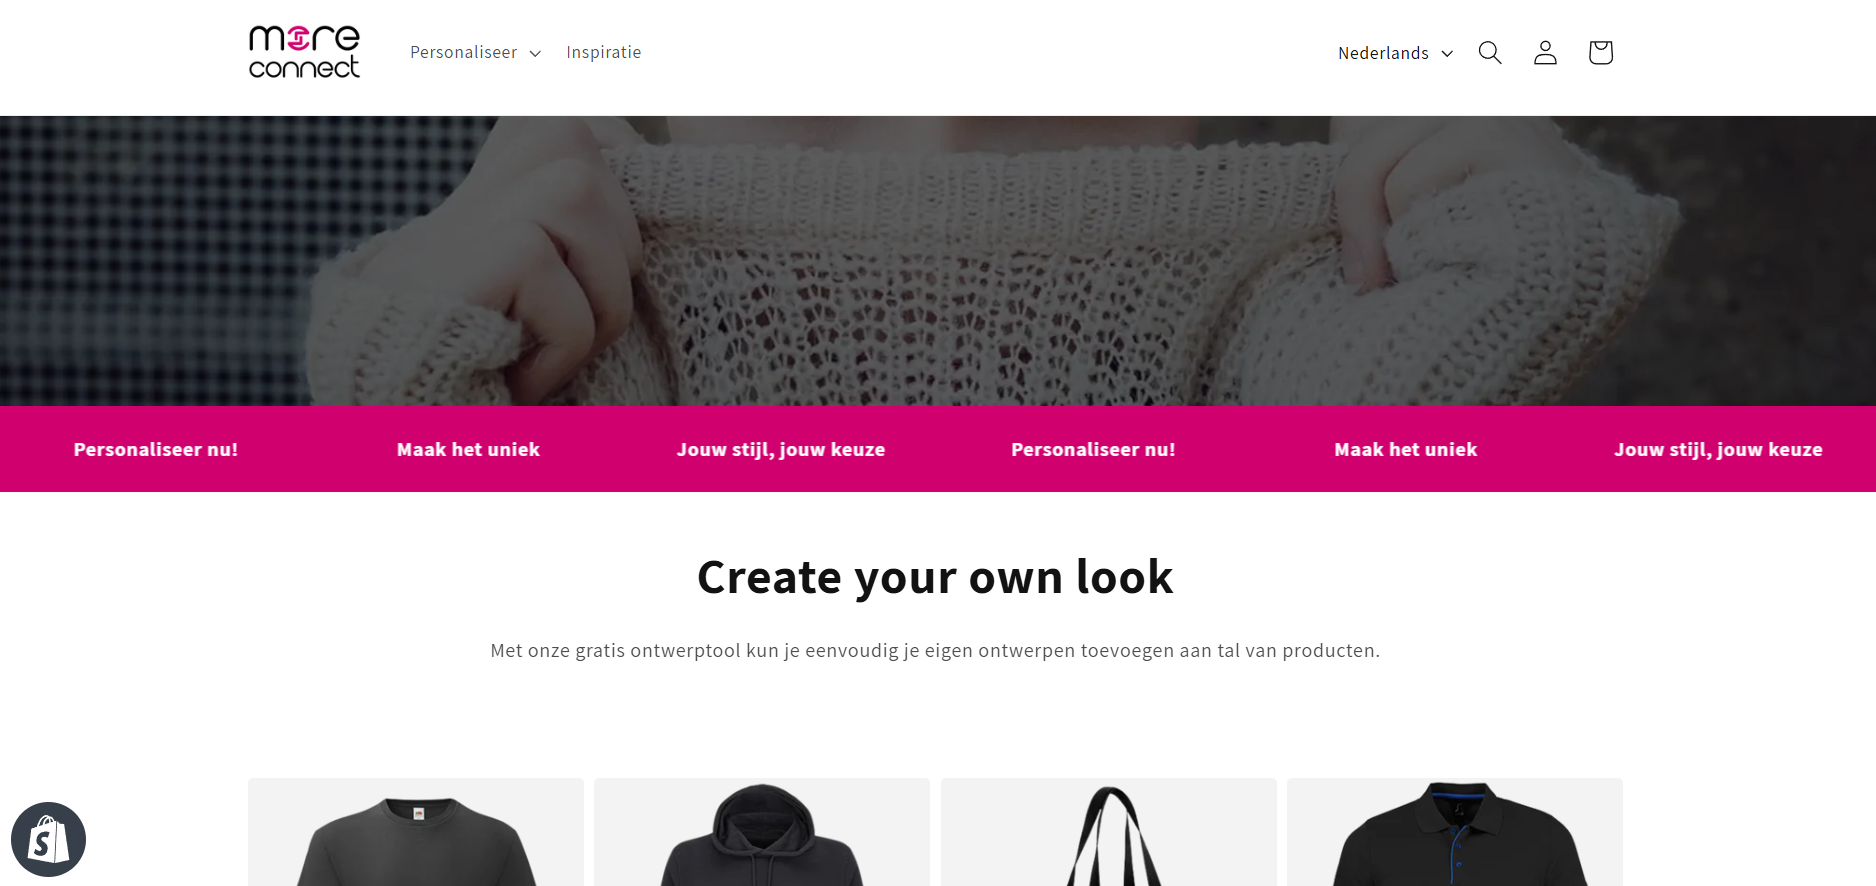 more
connect
Personaliseer
Inspiratie
Nederlands
Personaliseer nu!
Maak het uniek
Jouw stijl, jouw keuze
Personaliseer nu!
Maak het uniek
Jouw stijl, jouw keuze
Create your own look
Met onze gratis ontwerptool kun je eenvoudig je eigen ontwerpen toevoegen aan tal van producten.
S